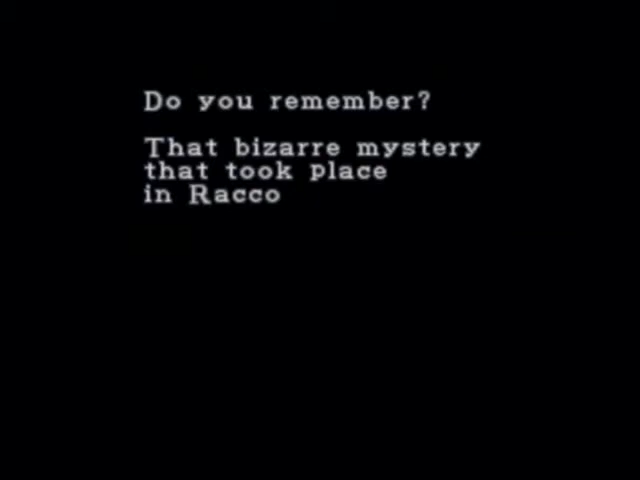 Do you remember?
That bizarre mystery
that took place
in Racco